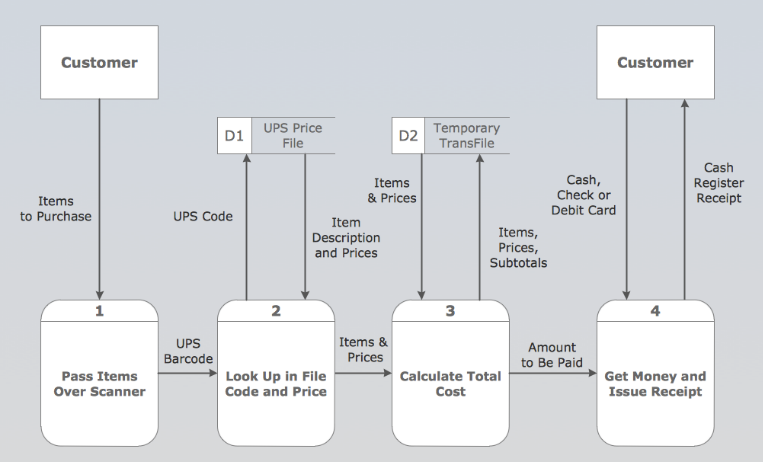 Customer
Customer
D1
UPS Price
File
D2
Temporary
TransFile
Items
to Purchase
UPS Code
Item
Description
and Prices
Items
& Prices
Items,
Prices,
Subtotals
Cash,
Check or
Debit Card
Cash
Register
Receipt
1
Pass Items
Over Scanner
UPS
Barcode
2
Look Up in File
Code and Price
Items &
Prices
3
Calculate Total
Cost
Amount
to Be Paid
4
Get Money and
Issue Receipt